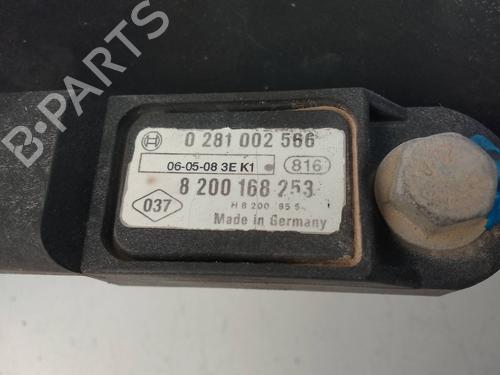 0 281 002 566
06-05-08 3E K1 816
8 200 168 253
037
Made in Germany
B-PARTS